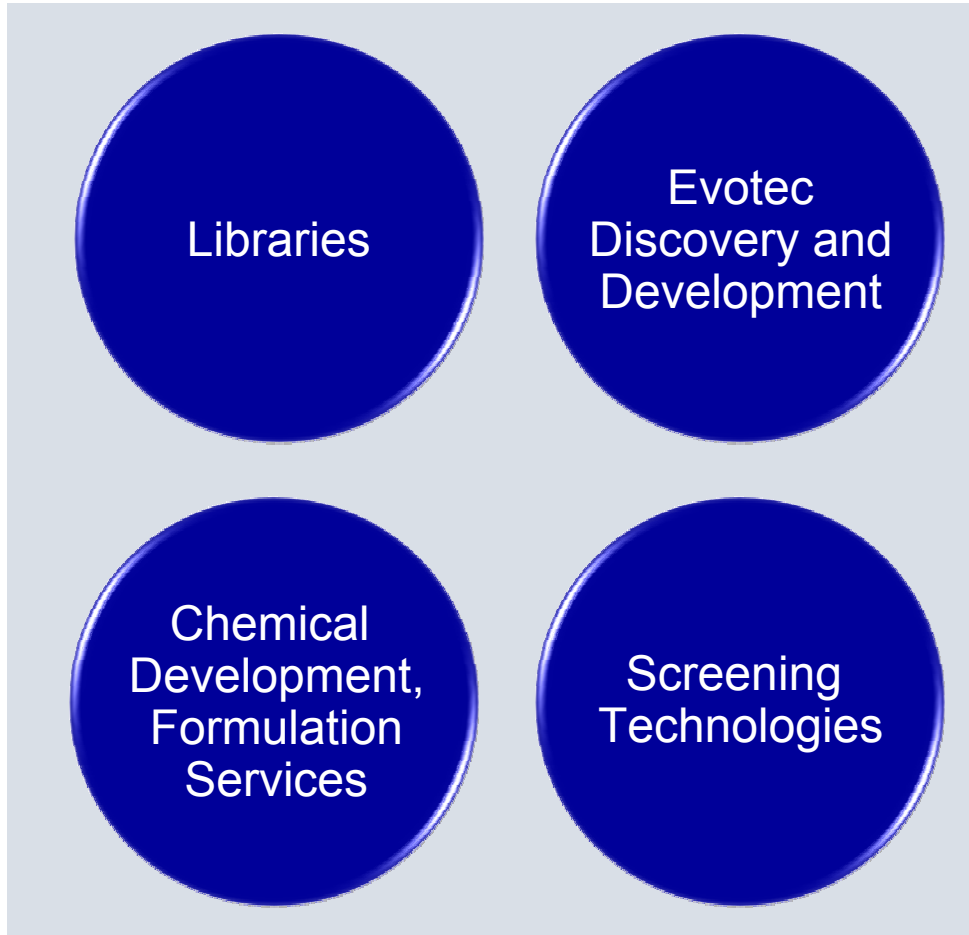 Libraries
Evotec
Discovery and
Development
Chemical
Development,
Formulation
Services
Screening
Technologies